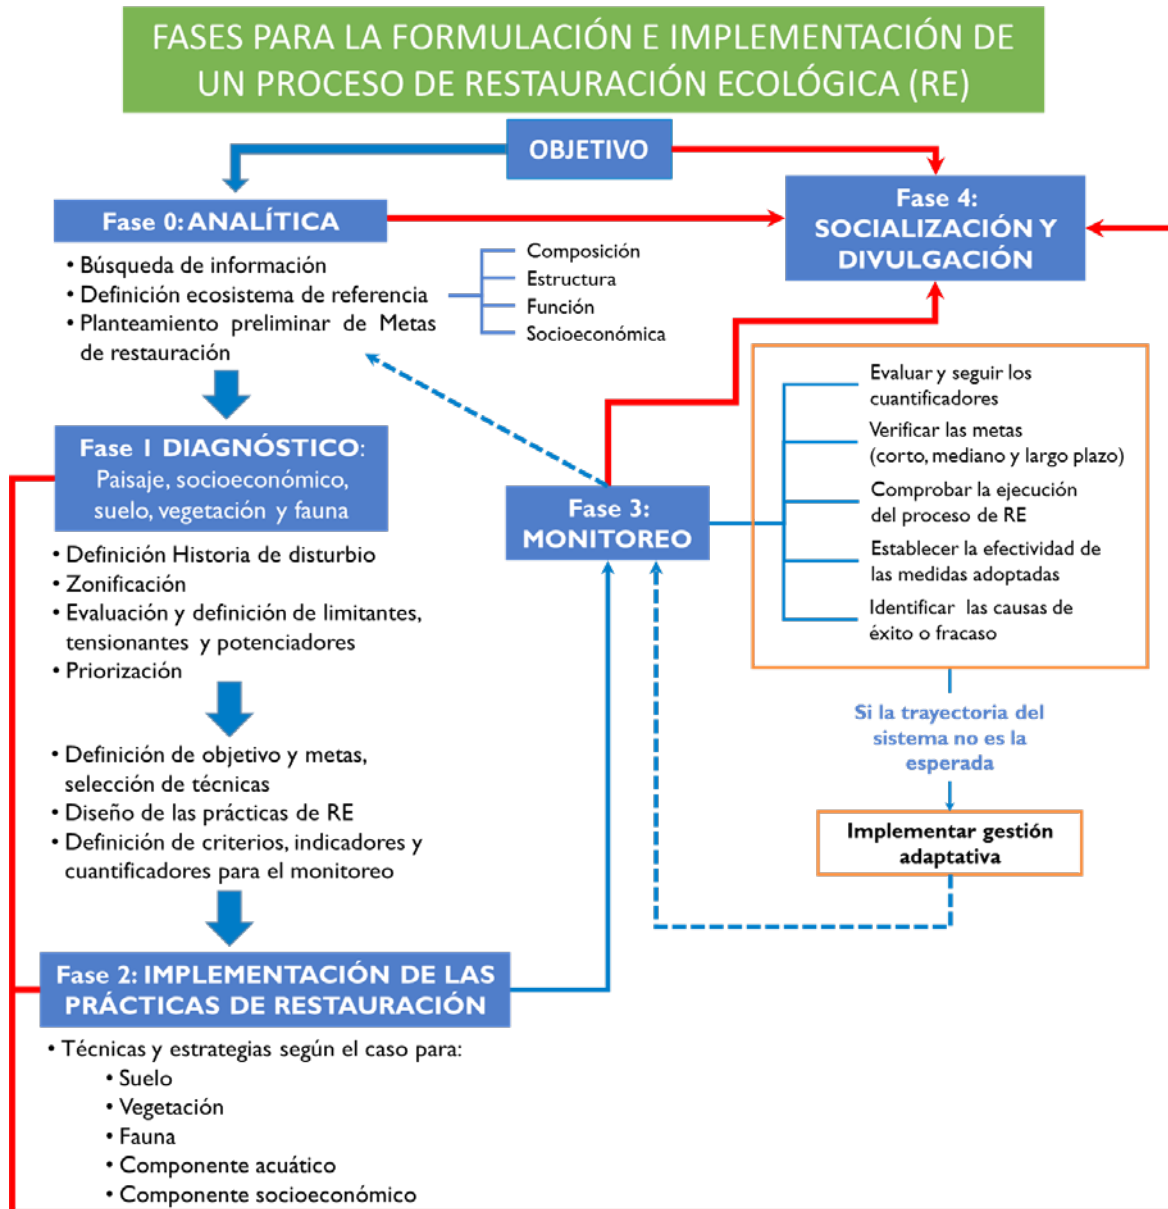 FASES PARA LA FORMULACIÓN E IMPLEMENTACIÓN DE
UN PROCESO DE RESTAURACIÓN ECOLÓGICA (RE)
OBJETIVO
Fase 0: ANALÍTICA
• Búsqueda de información
• Definición ecosistema de referencia
• Planteamiento preliminar de Metas
de restauración
Composición
Estructura
Función
Socioeconómica
Fase 4:
SOCIALIZACIÓN Y
DIVULGACIÓN
Fase 1 DIAGNÓSTICO:
Paisaje, socioeconómico,
suelo, vegetación y fauna
• Definición Historia de disturbio
• Zonificación
• Evaluación y definición de limitantes,
tensionantes y potenciadores
• Priorización
• Definición de objetivo y metas,
selección de técnicas
• Diseño de las prácticas de RE
• Definición de criterios, indicadores y
cuantificadores para el monitoreo
Fase 2: IMPLEMENTACIÓN DE LAS
PRÁCTICAS DE RESTAURACIÓN
• Técnicas y estrategias según el caso para:
• Suelo
• Vegetación
• Fauna
• Componente acuático
• Componente socioeconómico
Fase 3:
MONITOREO
Evaluar y seguir los
cuantificadores
Verificar las metas
(corto, mediano y largo plazo)
Comprobar la ejecución
del proceso de RE
Establecer la efectividad de
las medidas adoptadas
Identificar las causas de
éxito o fracaso
Si la trayectoria del
sistema no es la
esperada
Implementar gestión
adaptativa